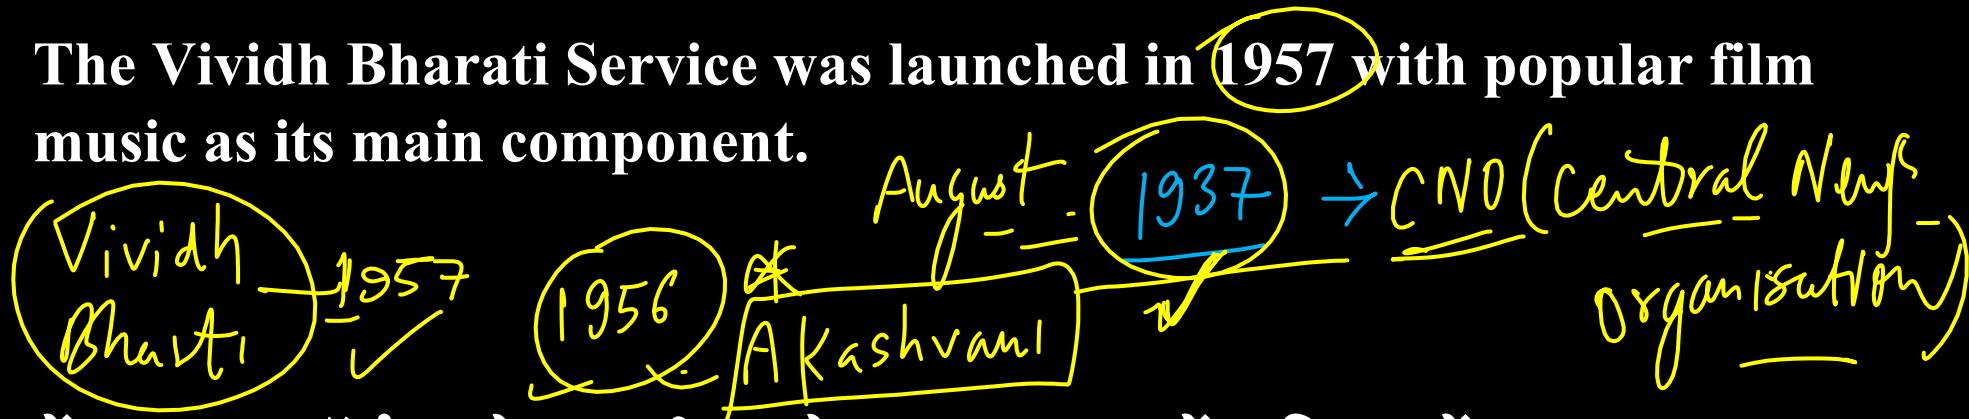 The Vividh Bharati Service was launched in 1957 with popular film
music as its main component.
August 1937 → CNO (Central News
Organisation)
Vividh
Bharti – 1957
1956 Akashvani